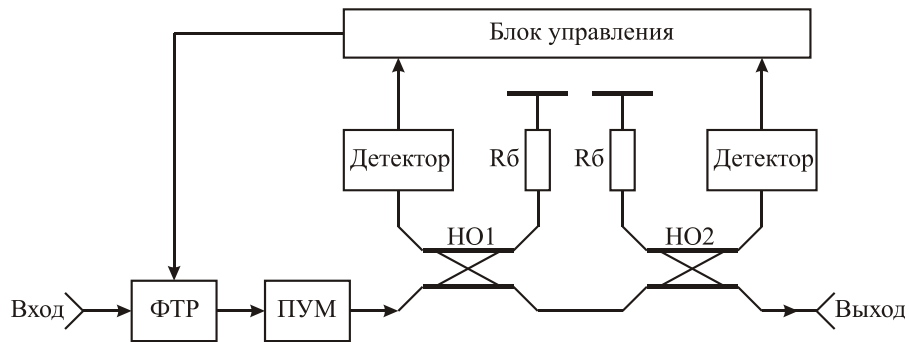 Блок управления
Детектор
Rб
Rб
Детектор
НО1
НО2
Вход
ФТР
ПУМ
Выход